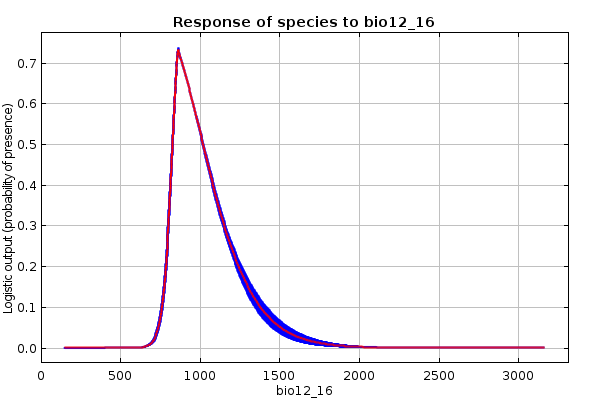 Response of species to bio12_16
Logistic output (probability of presence)
0.7
0.6
0.5
0.4
0.3
0.2
0.1
0.0
0 500 1000 1500 2000 2500 3000
bio12_16